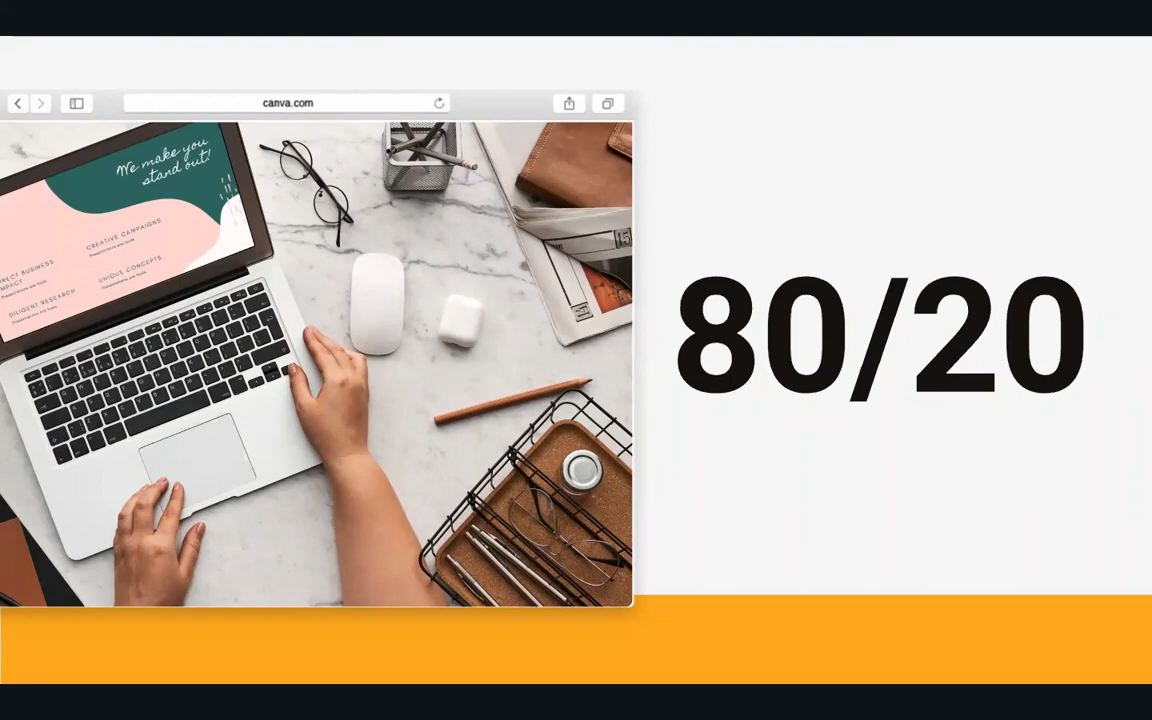 canva.com
We make you
stand out!
CREATIVE CAMPAIGNS
UNIQUE CONCEPTS
DILIGENT RESEARCH
80/20